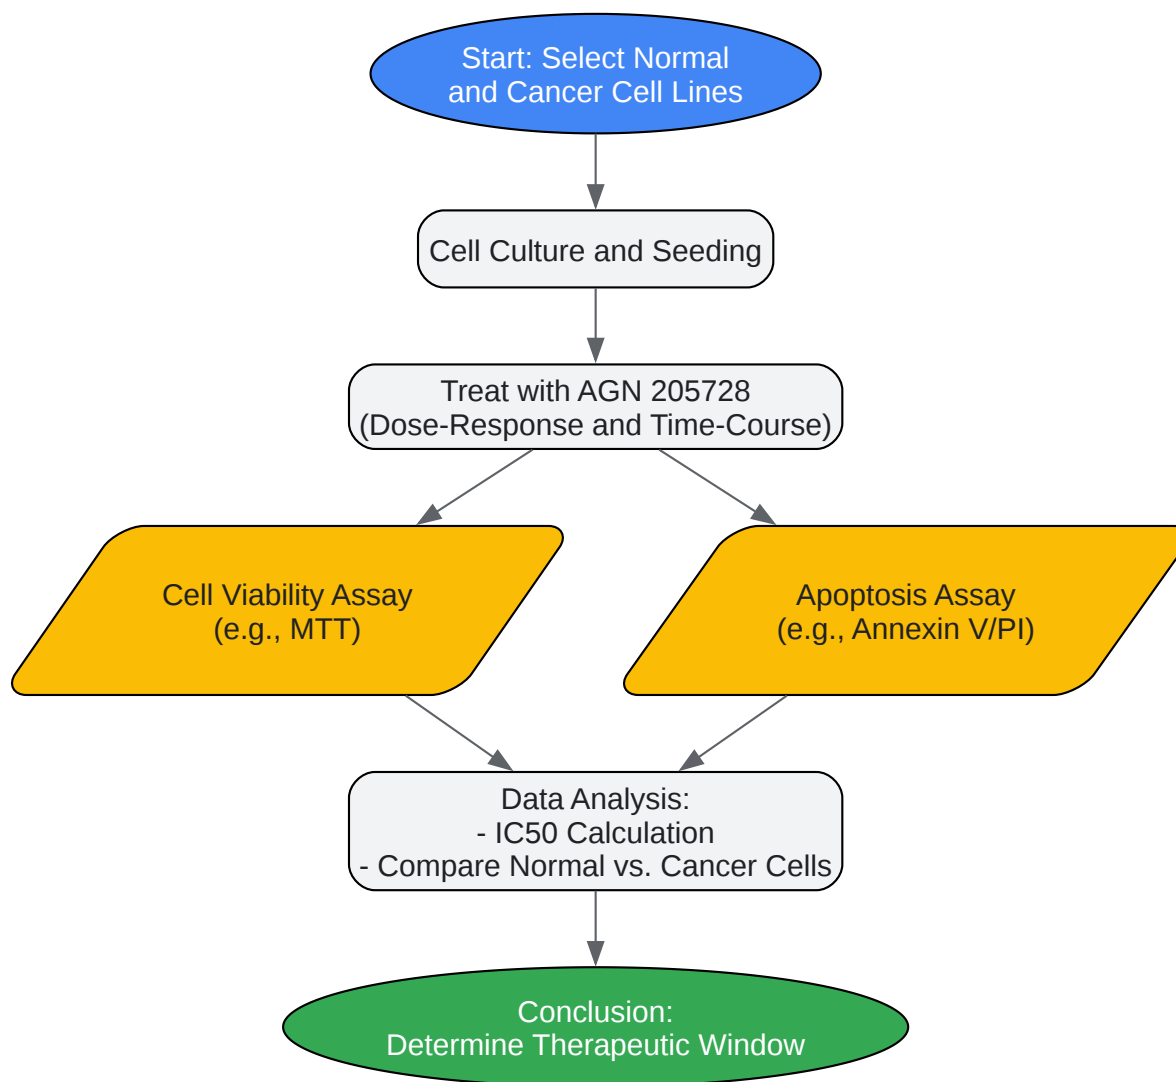 Start: Select Normal
and Cancer Cell Lines
Cell Culture and Seeding
Treat with AGN 205728
(Dose-Response and Time-Course)
Cell Viability Assay
(e.g., MTT)
Apoptosis Assay
(e.g., Annexin V/PI)
Data Analysis:
- IC50 Calculation
- Compare Normal vs. Cancer Cells
Conclusion:
Determine Therapeutic Window